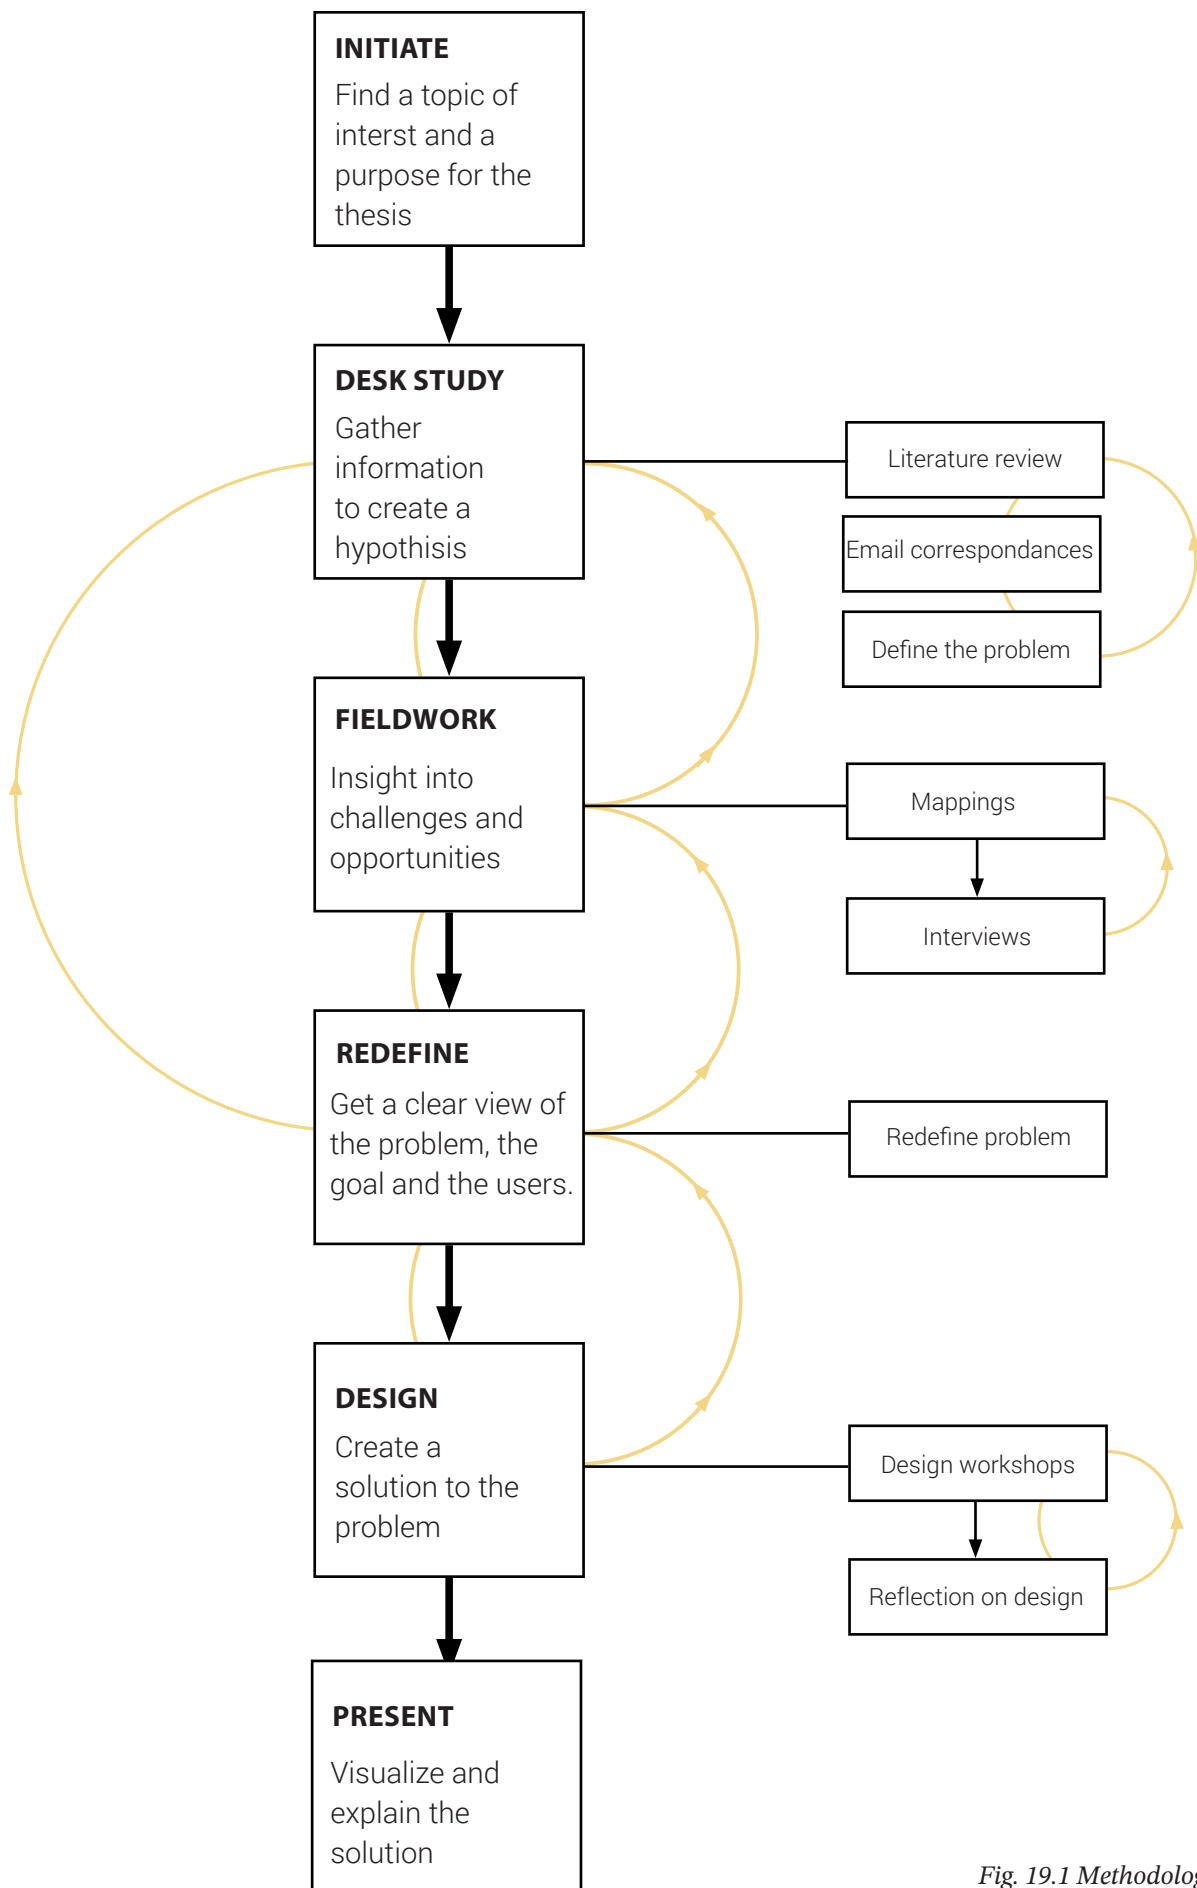 INITIATE
Find a topic of
interst and a
purpose for the
thesis
DESK STUDY
Gather
information
to create a
hypothisis
Literature review
Email correspondances
Define the problem
FIELDWORK
Insight into
challenges and
opportunities
Mappings
Interviews
REDEFINE
Get a clear view of
the problem, the
goal and the users.
Redefine problem
DESIGN
Create a
solution to the
problem
Design workshops
Reflection on design
PRESENT
Visualize and
explain the
solution
Fig. 19.1 Methodolog